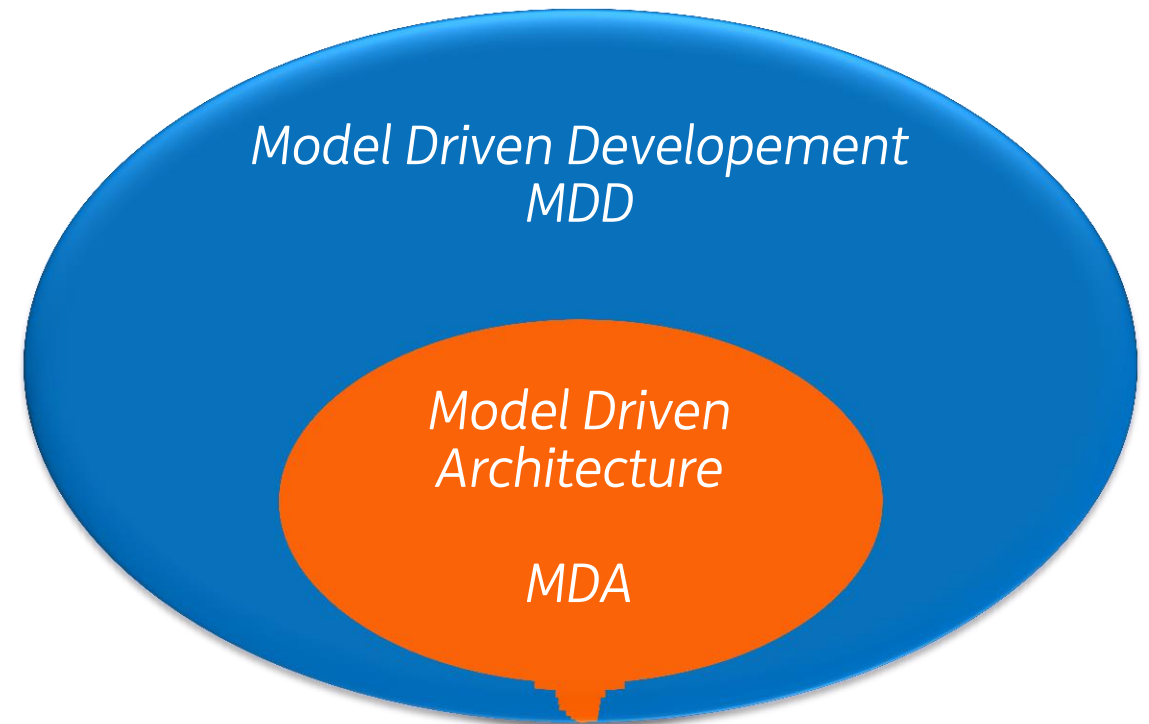 Model Driven Developement
MDD
Model Driven
Architecture
MDA